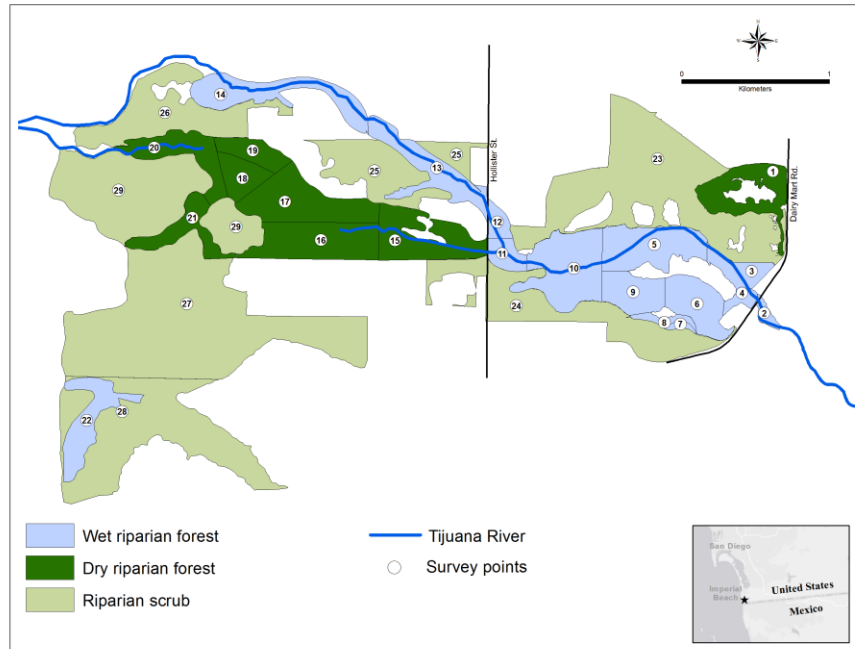 N
W
E
S
0
1
Kilometers
Hollister St.
Dairy Mart Rd.
14
26
20
19
18
29
17
21
29
16
15
25
25
13
12
11
23
1
5
10
3
9
6
4
2
8
7
24
27
22
28
Wet riparian forest
Dry riparian forest
Riparian scrub
Tijuana River
Survey points
San Diego
Imperial
Beach
United States
Mexico